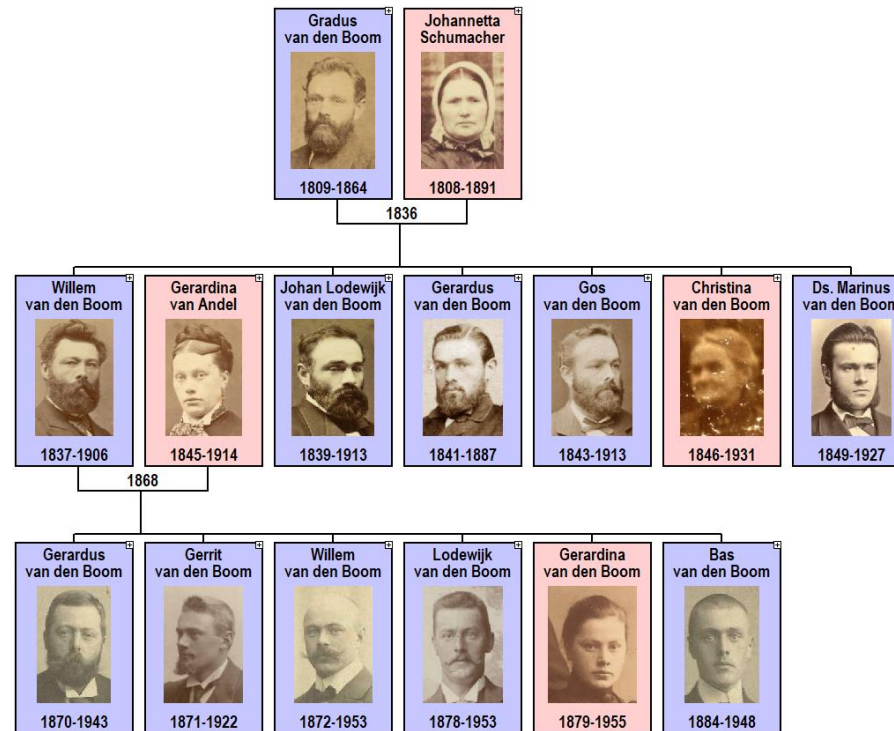 Gradus
van den Boom
1809-1864
Johannetta
Schumacher
1808-1891
1836
Willem
van den Boom
1837-1906
Gerardina
van Andel
1845-1914
Johan Lodewijk
van den Boom
1839-1913
Gerardus
van den Boom
1841-1887
Gos
van den Boom
1843-1913
Christina
van den Boom
1846-1931
Ds. Marinus
van den Boom
1849-1927
1868
Gerardus
van den Boom
1870-1943
Gerrit
van den Boom
1871-1922
Willem
van den Boom
1872-1953
Lodewijk
van den Boom
1878-1953
Gerardina
van den Boom
1879-1955
Bas
van den Boom
1884-1948